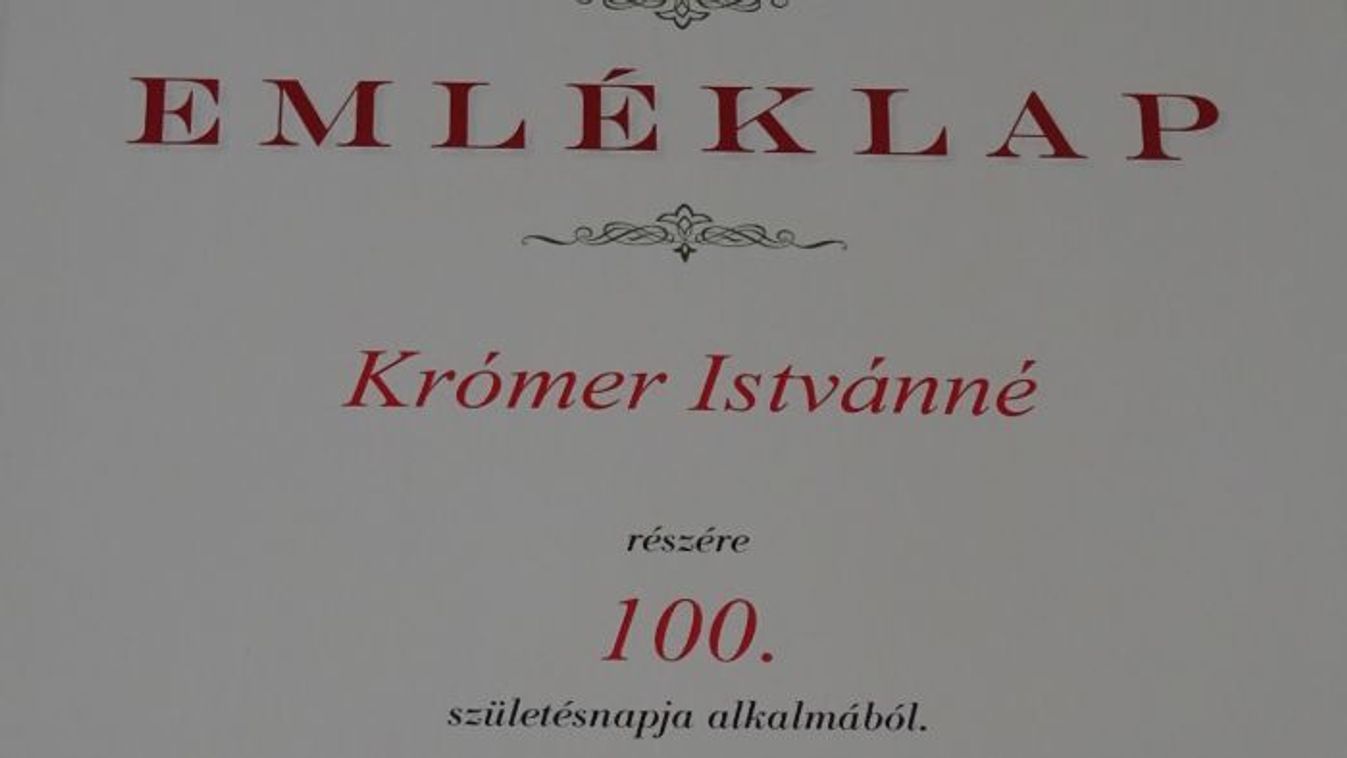 EMLÉKLAP
Krómer Istvánné
részére
100.
születésnapja alkalmából.